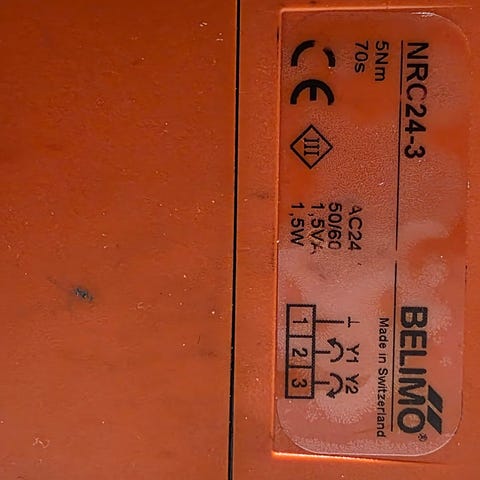 NRC24-3
BELIMO®
Made in Switzerland
5Nm
70s
CE
III
AC24
50/60
1,5VA
1,5W
⊥ Y1 Y2
1 2 3